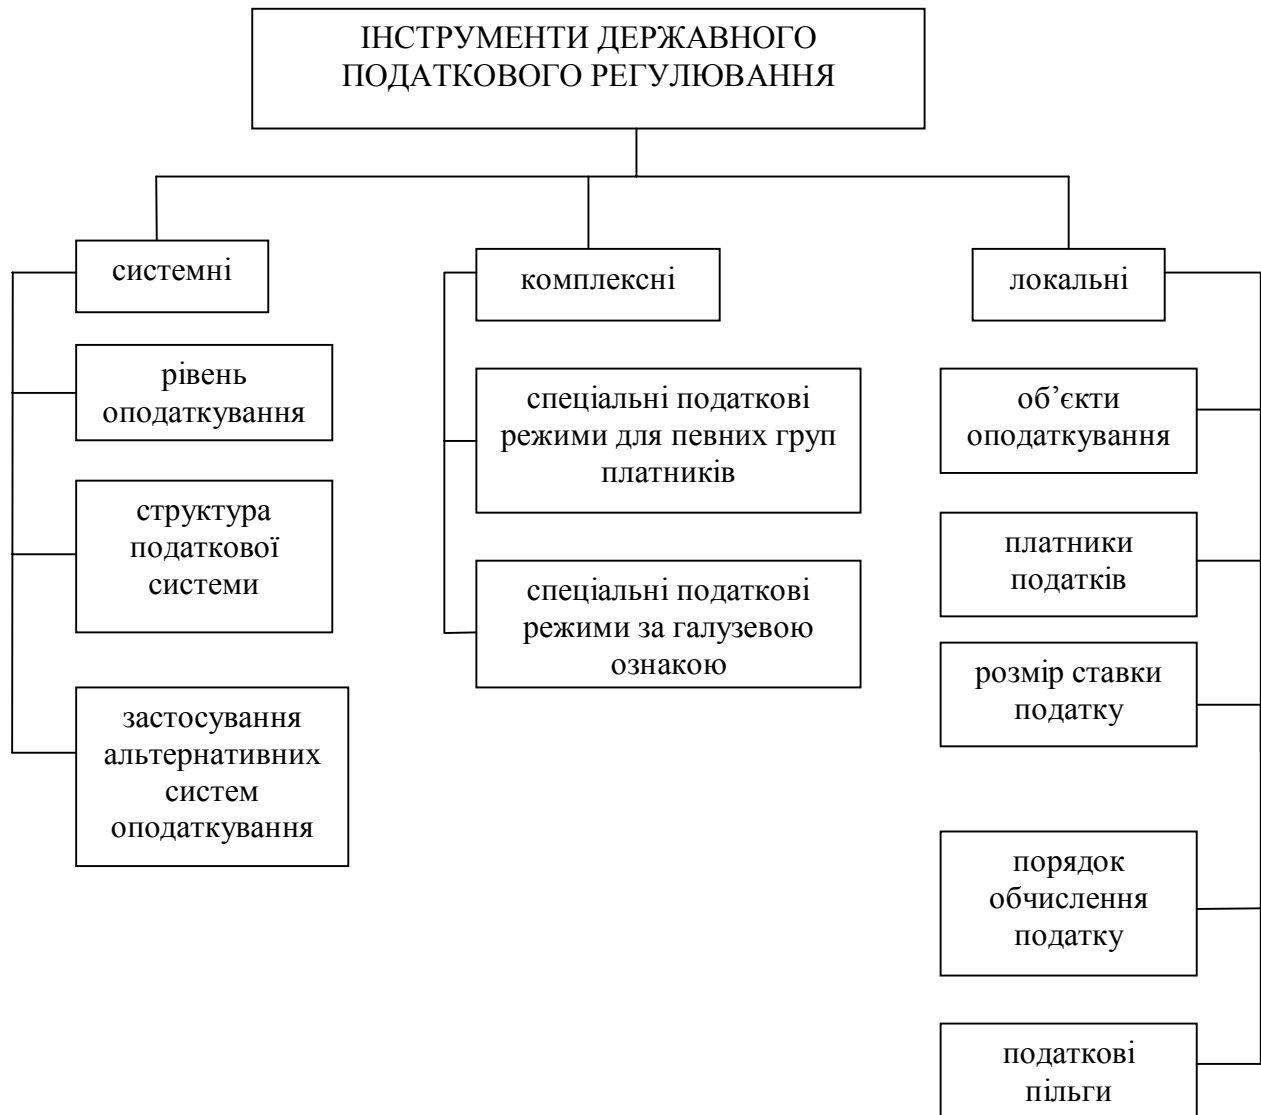 ІНСТРУМЕНТИ ДЕРЖАВНОГО
ПОДАТКОВОГО РЕГУЛЮВАННЯ
системні
рівень
оподаткування
структура
податкової
системи
застосування
альтернативних
систем
оподаткування
комплексні
спеціальні податкові
режими для певних груп
платників
спеціальні податкові
режими за галузевою
ознакою
локальні
об’єкти
оподаткування
платники
податків
розмір ставки
податку
порядок
обчислення
податку
податкові
пільги